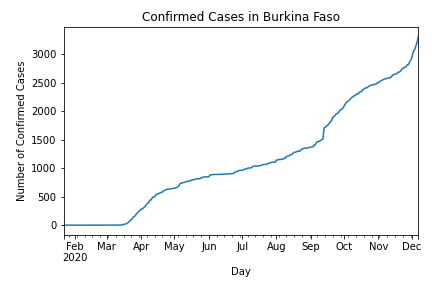 Confirmed Cases in Burkina Faso
Number of Confirmed Cases
3000
2500
2000
1500
1000
500
0
Feb Mar Apr May Jun Jul Aug Sep Oct Nov Dec
2020
Day